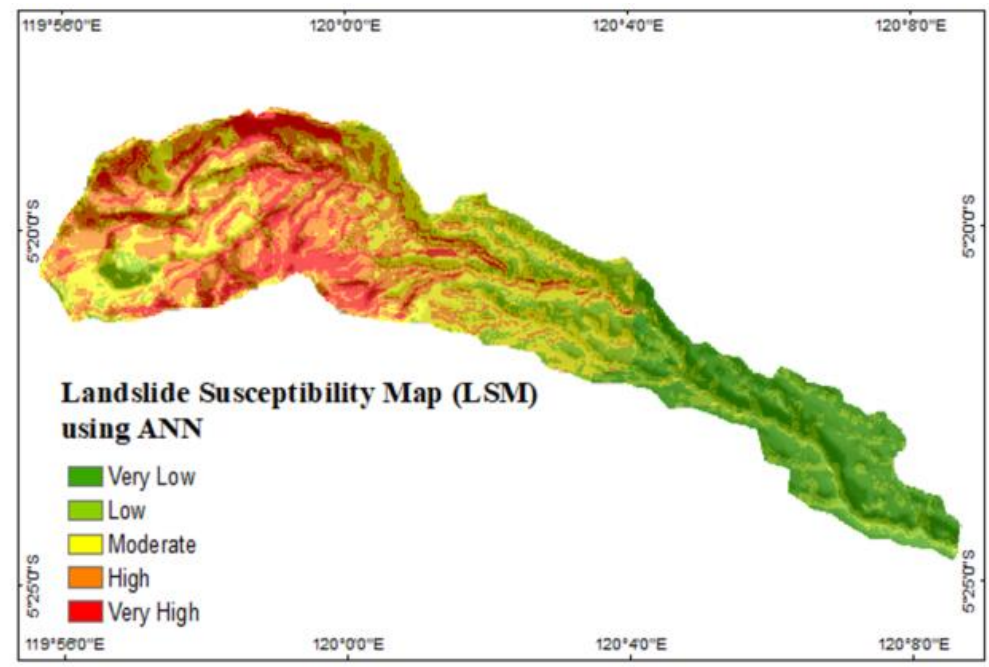 119°56'0"E 120°0'0"E 120°4'0"E 120°8'0"E
5°20'0"S 5°20'0"S
Landslide Susceptibility Map (LSM)
using ANN
Very Low
Low
Moderate
High
Very High
5°25'0"S 5°25'0"S
119°56'0"E 120°0'0"E 120°4'0"E 120°8'0"E